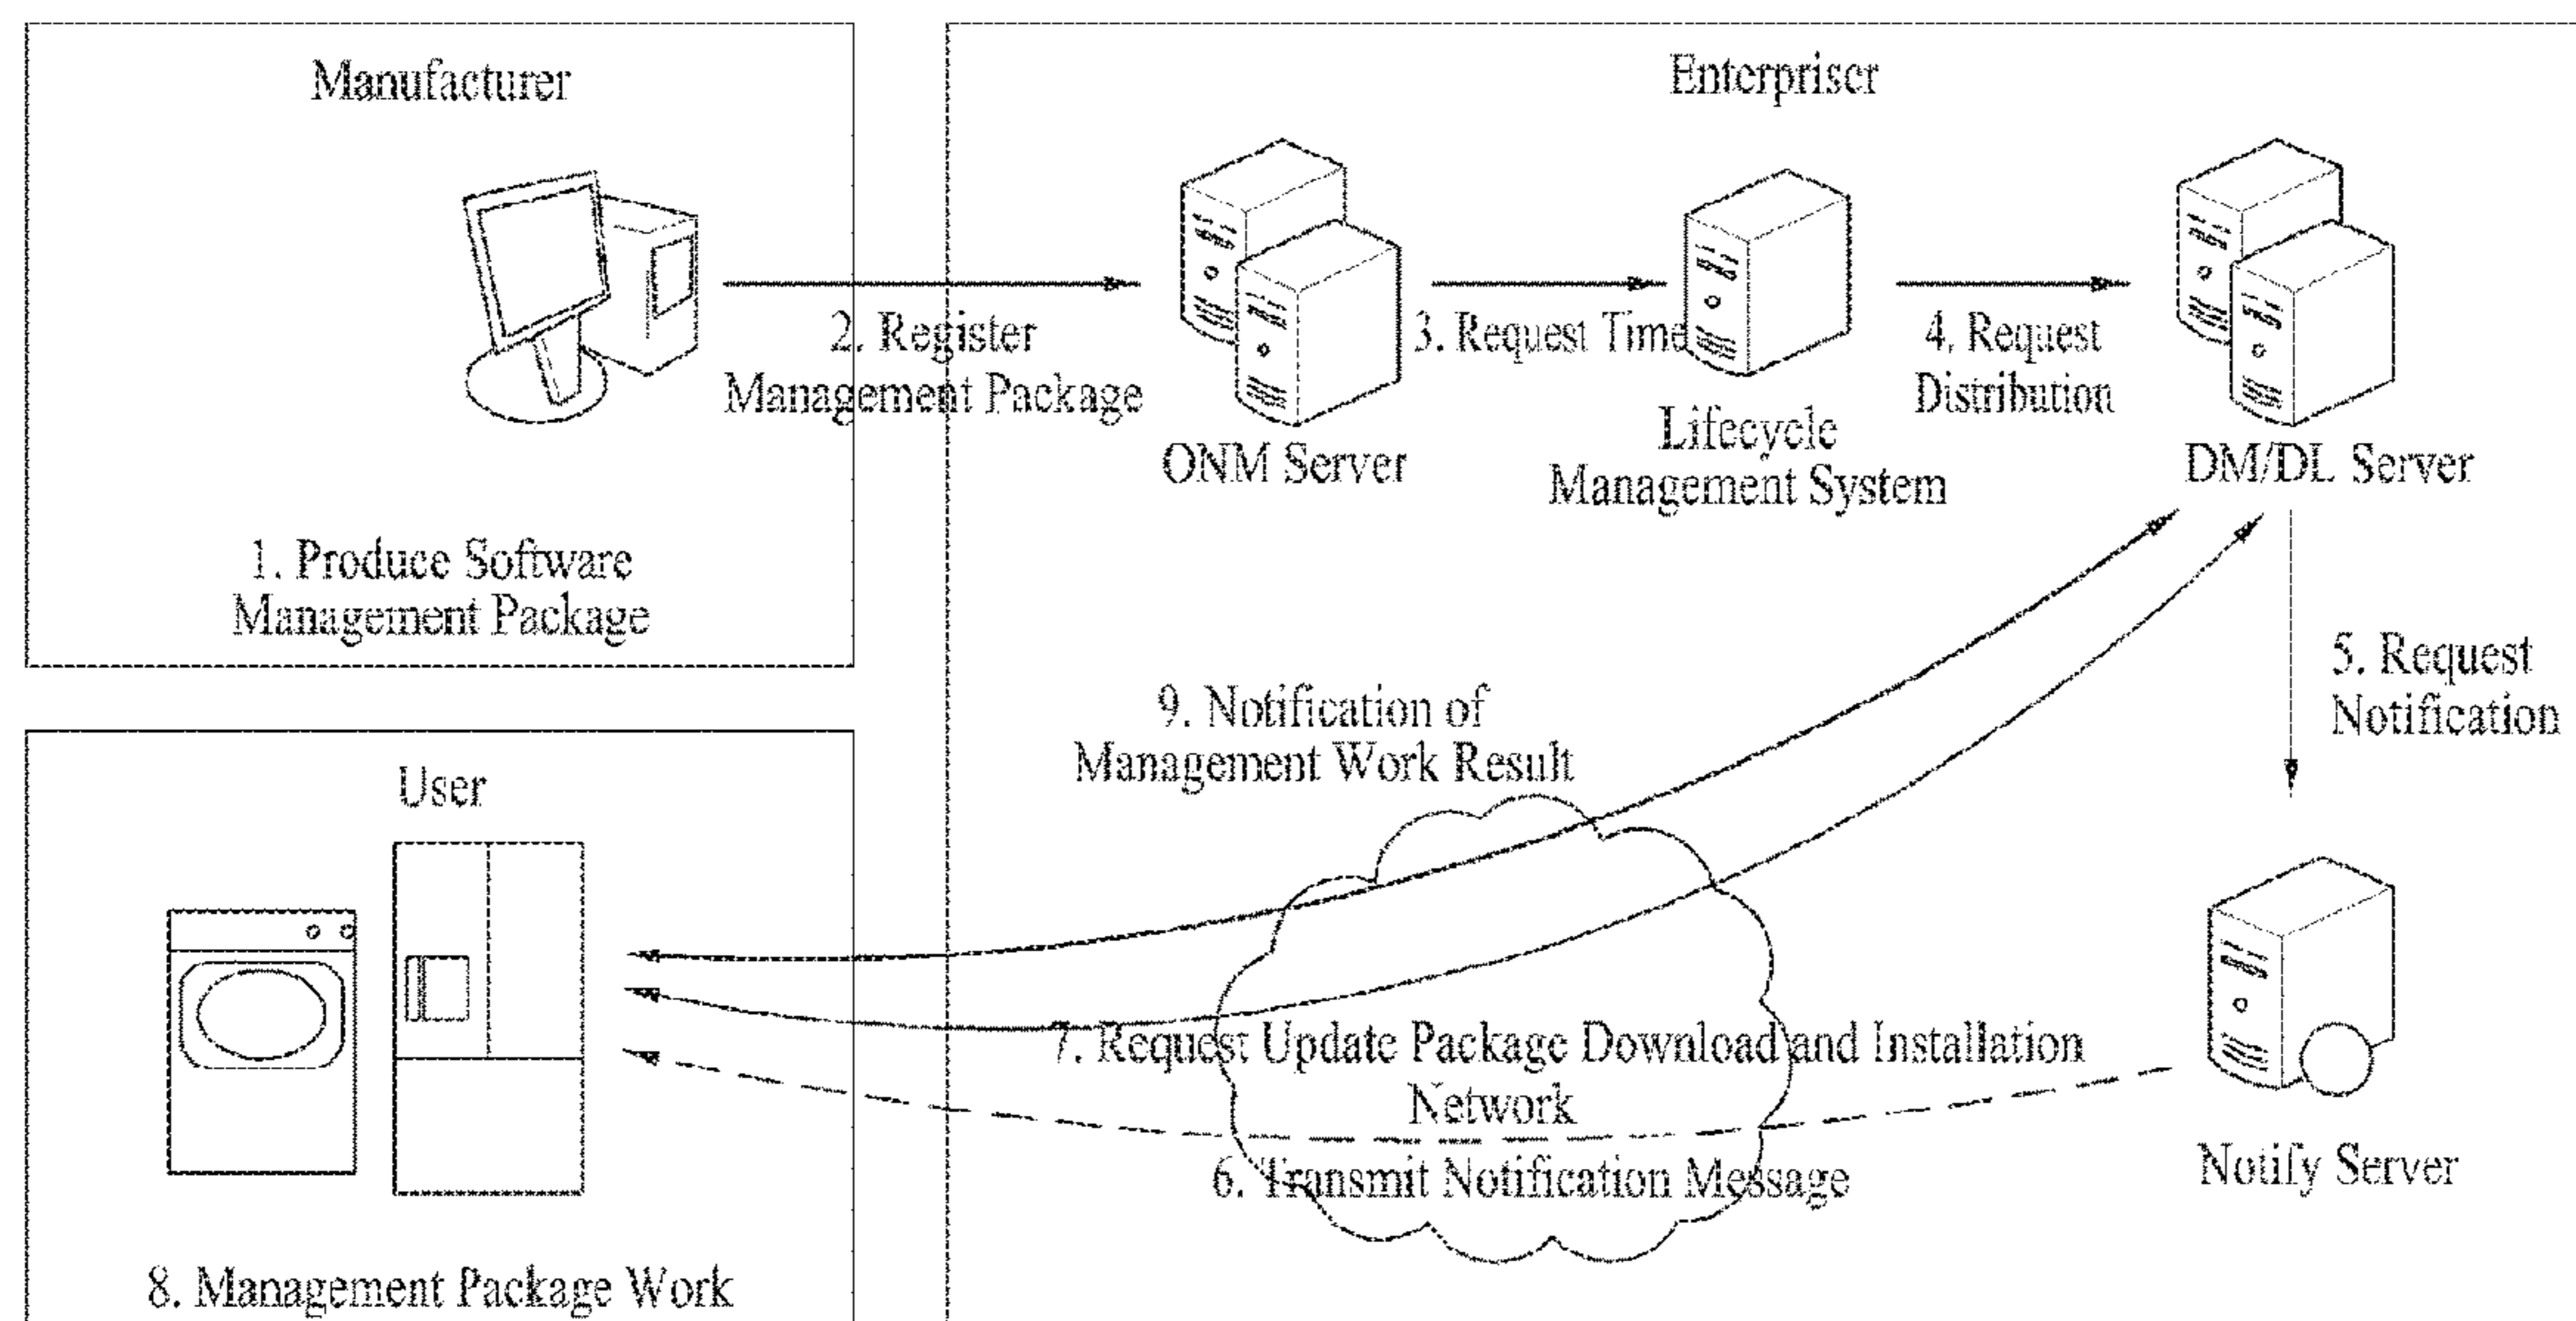 Manufacturer
1. Produce Software
Management Package
2. Register
Management Package
Enterpriser
ONM Server
3. Request Time
Lifecycle
Management System
4. Request
Distribution
DM/DL Server
5. Request
Notification
9. Notification of
Management Work Result
7. Request Update Package Download and Installation
Network
6. Transmit Notification Message
Notify Server
User
8. Management Package Work